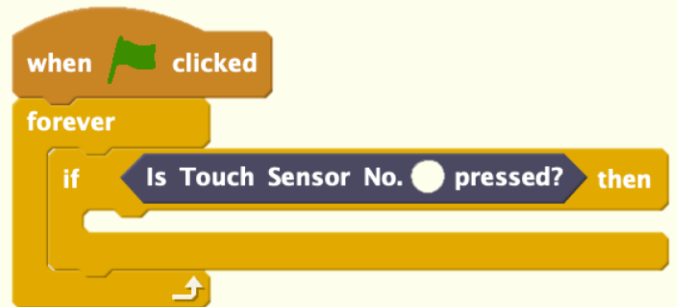 when clicked
forever
if Is Touch Sensor No. pressed? then